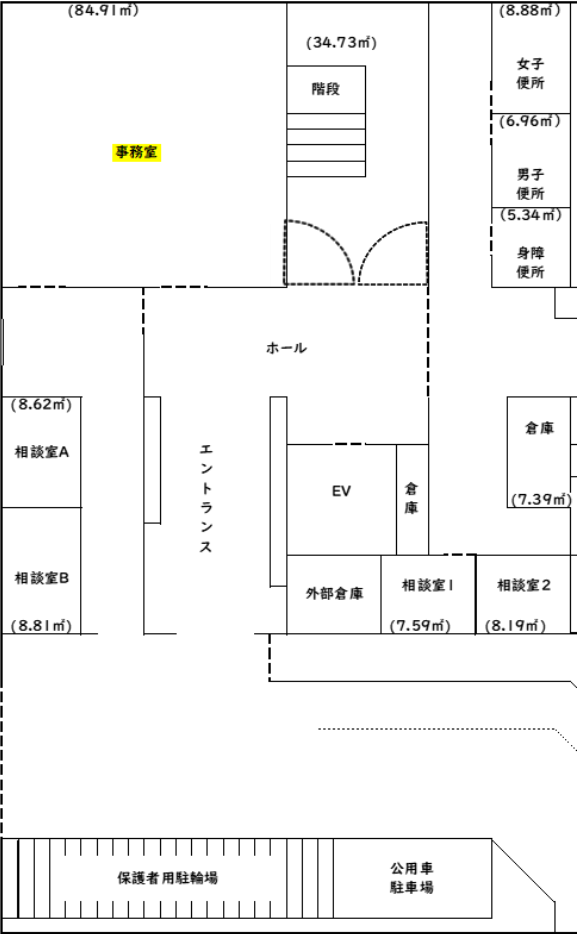 (84.91㎡)
(34.73㎡)
(8.88㎡)
女子
便所
階段
(6.96㎡)
事務室
男子
便所
(5.34㎡)
身障
便所
ホール
(8.62㎡)
相談室A
エントランス
EV
倉庫
倉庫
(7.39㎡)
相談室B
(8.81㎡)
外部倉庫
相談室1
(7.59㎡)
相談室2
(8.19㎡)
保護者用駐輪場
公用車
駐車場